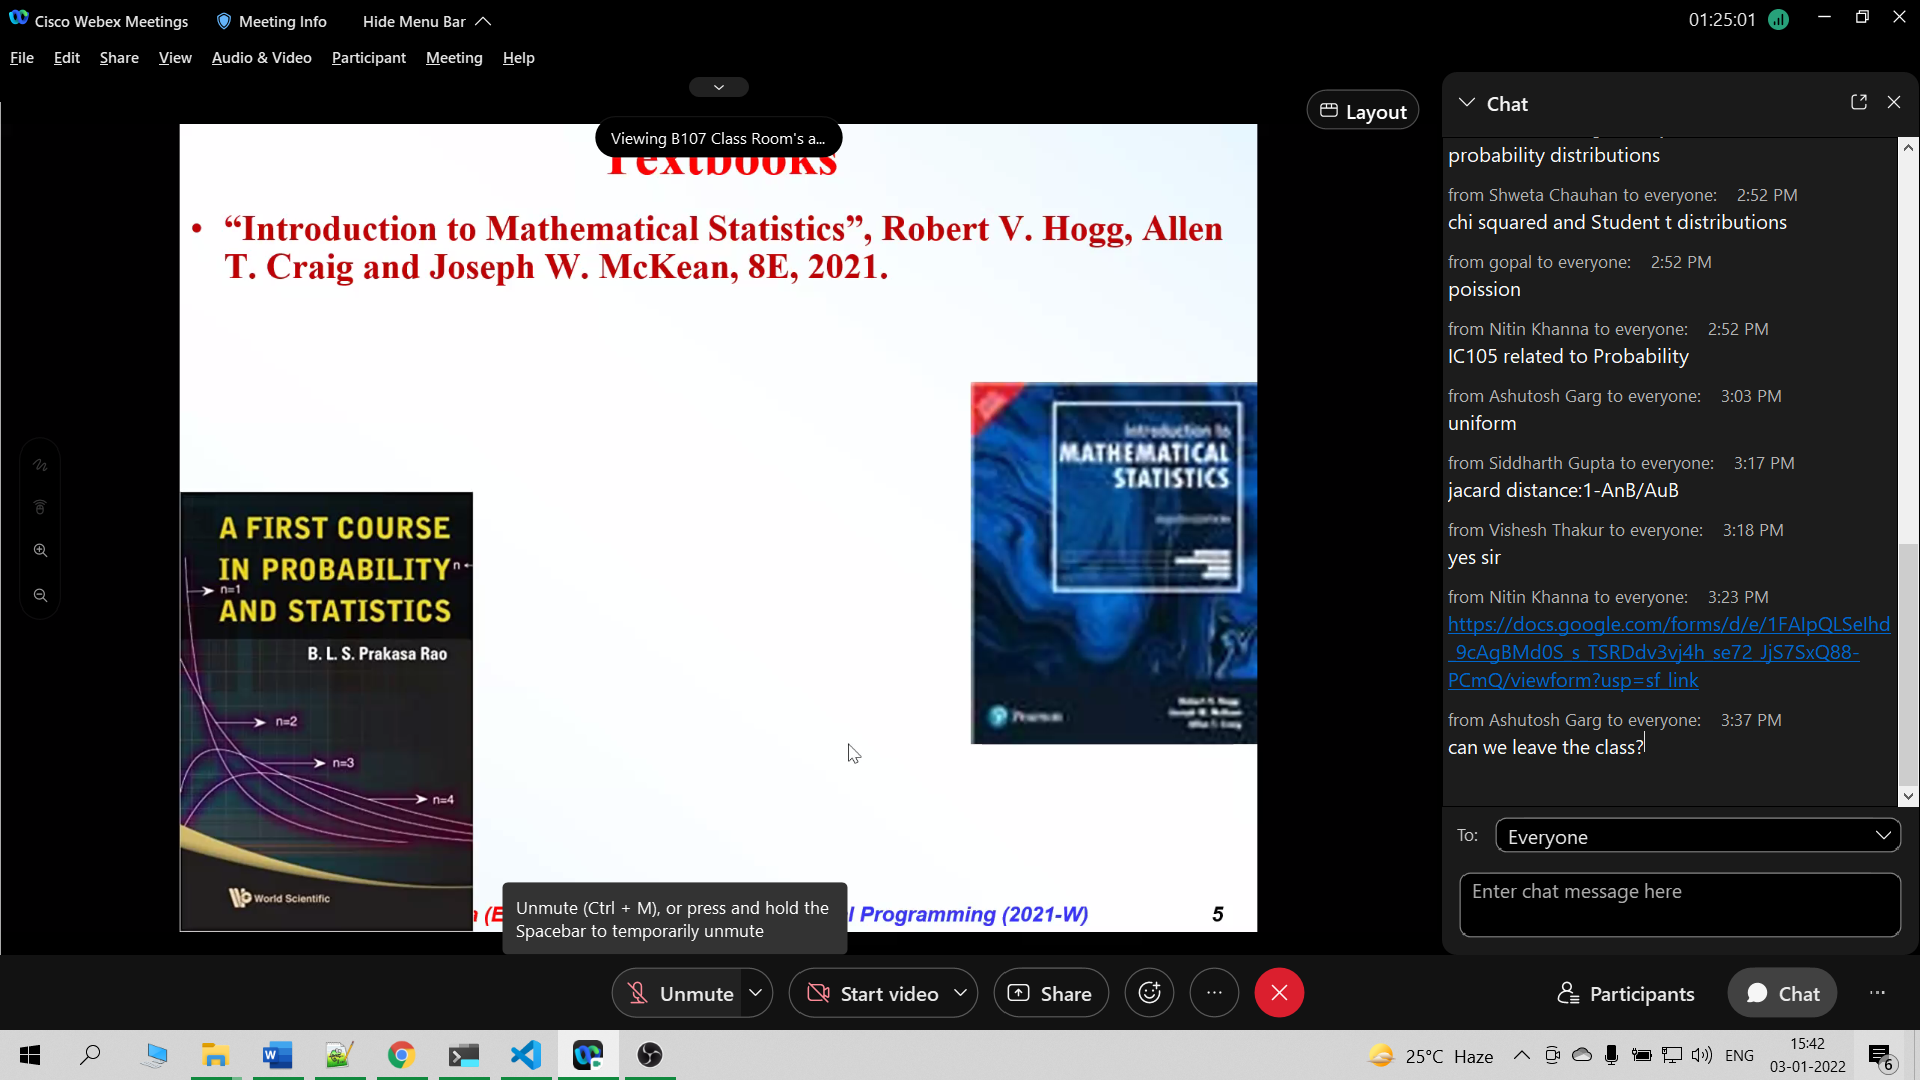 Cisco Webex Meetings
Meeting Info
Hide Menu Bar
01:25:01
File Edit Share View Audio & Video Participant Meeting Help
Layout
Viewing B107 Class Room's a...
Textbooks
• “Introduction to Mathematical Statistics”, Robert V. Hogg, Allen
T. Craig and Joseph W. McKean, 8E, 2021.
Introduction to
MATHEMATICAL
STATISTICS
Pearson
A FIRST COURSE
IN PROBABILITY
AND STATISTICS
n=1
B. L. S. Prakasa Rao
n=2
n=3
n=4
World Scientific
Programming (2021-W)
5
Unmute (Ctrl + M), or press and hold the
Spacebar to temporarily unmute
Chat
probability distributions
from Shweta Chauhan to everyone: 2:52 PM
chi squared and Student t distributions
from gopal to everyone: 2:52 PM
poission
from Nitin Khanna to everyone: 2:52 PM
IC105 related to Probability
from Ashutosh Garg to everyone: 3:03 PM
uniform
from Siddharth Gupta to everyone: 3:17 PM
jacard distance:1-AnB/AuB
from Vishesh Thakur to everyone: 3:18 PM
yes sir
from Nitin Khanna to everyone: 3:23 PM
https://docs.google.com/forms/d/e/1FAIpQLSeIhd
_9cAgBMd0S_s_TSRDdv3vj4h_se72_JjS7SxQ88-
PCmQ/viewform?usp=sf_link
from Ashutosh Garg to everyone: 3:37 PM
can we leave the class?
To: Everyone
Enter chat message here
Unmute
Start video
Share
Participants
Chat
25°C Haze
ENG
15:42
03-01-2022
6